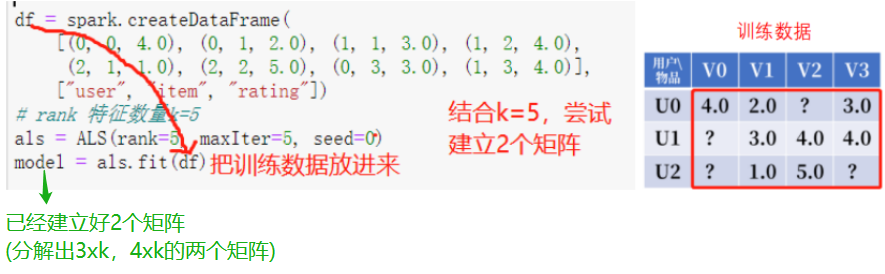 df = spark.createDataFrame(
[(0, 0, 4.0), (0, 1, 2.0), (1, 1, 3.0), (1, 2, 4.0),
(2, 1, 1.0), (2, 2, 5.0), (0, 3, 3.0), (1, 3, 4.0)],
["user", "item", "rating"])
# rank 特征数量k=5
als = ALS(rank=5, maxIter=5, seed=0)
model = als.fit(df)
把训练数据放进来
结合k=5，尝试
建立2个矩阵
已经建立好2个矩阵
(分解出3xk，4xk的两个矩阵)
训练数据
用户\物品 V0 V1 V2 V3
U0 4.0 2.0 ? 3.0
U1 ? 3.0 4.0 4.0
U2 ? 1.0 5.0 ?